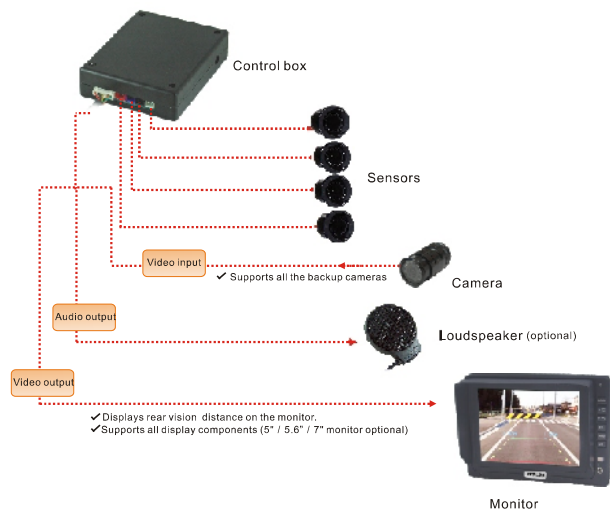 Control box
Sensors
Video input
✓ Supports all the backup cameras
Camera
Audio output
Loudspeaker (optional)
Video output
✓ Displays rear vision distance on the monitor.
✓ Supports all display components (5" / 5.6" / 7" monitor optional)
Monitor